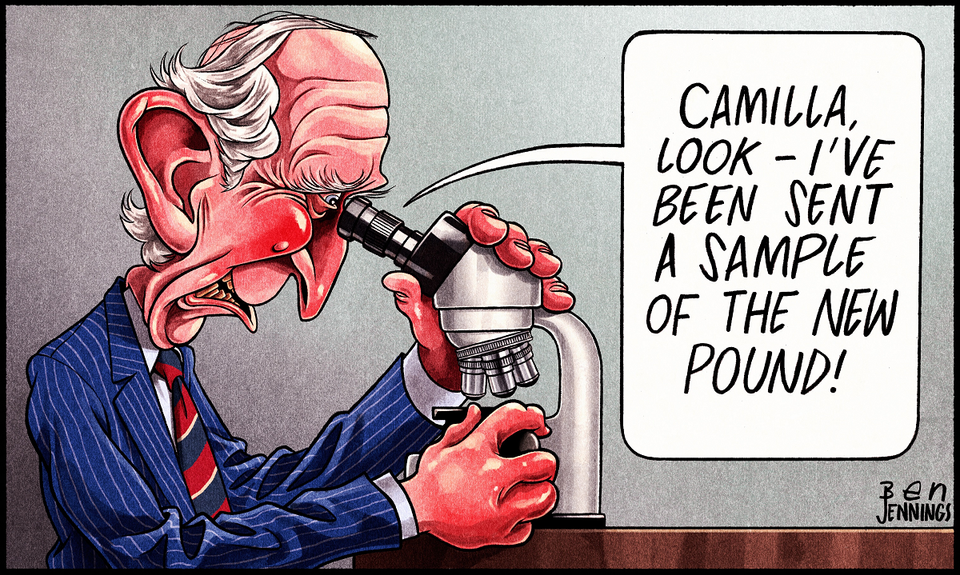 CAMILLA,
LOOK – I'VE
BEEN SENT
A SAMPLE
OF THE NEW
POUND!
Ben
JENNINGS